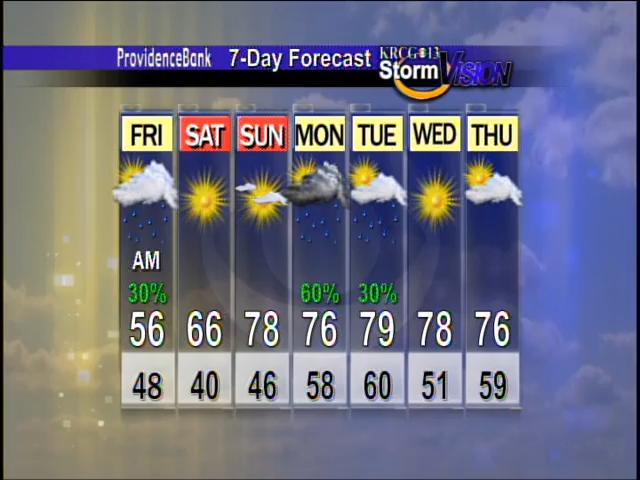 ProvidenceBank 7-Day Forecast KRCG 13
StormVISION
FRI SAT SUN MON TUE WED THU
AM
30% 60% 30%
56 66 78 76 79 78 76
48 40 46 58 60 51 59